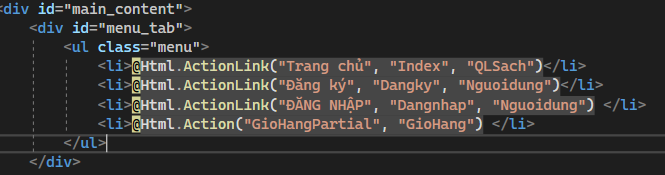 <div id="main_content">
<div id="menu_tab">
<ul class="menu">
<li>@Html.ActionLink("Trang chủ", "Index", "QLSach")</li>
<li>@Html.ActionLink("Đăng ký", "Dangky", "Nguoidung")</li>
<li>@Html.ActionLink("ĐĂNG NHẬP", "Dangnhap", "Nguoidung") </li>
<li>@Html.Action("GioHangPartial", "GioHang") </li>
</ul>
</div>